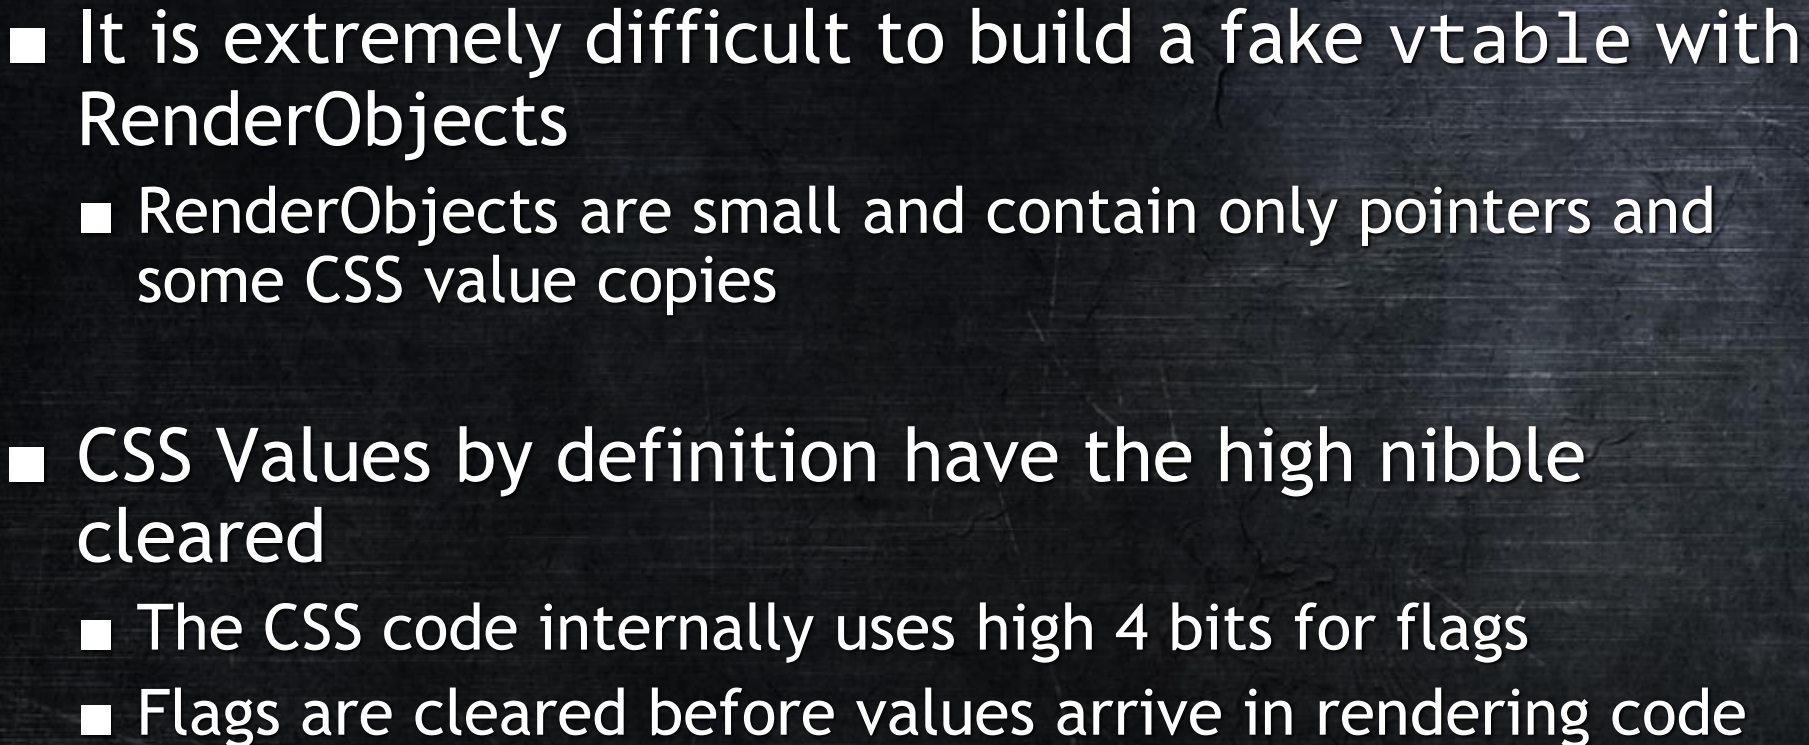 It is extremely difficult to build a fake vtable with
RenderObjects
RenderObjects are small and contain only pointers and
some CSS value copies
CSS Values by definition have the high nibble
cleared
The CSS code internally uses high 4 bits for flags
Flags are cleared before values arrive in rendering code